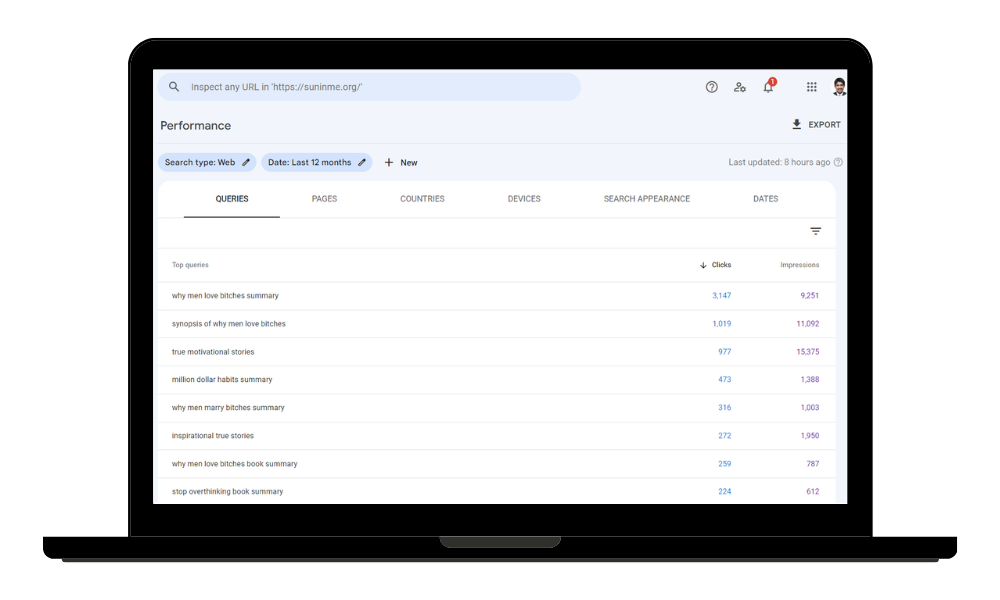 Inspect any URL in 'https://suninme.org/'
1
Performance
EXPORT
Search type: Web
Date: Last 12 months
New
Last updated: 8 hours ago
QUERIES PAGES COUNTRIES DEVICES SEARCH APPEARANCE DATES
Top queries Clicks Impressions
why men love bitches summary 3,147 9,251
synopsis of why men love bitches 1,019 11,092
true motivational stories 977 15,375
million dollar habits summary 473 1,388
why men marry bitches summary 316 1,003
inspirational true stories 272 1,950
why men love bitches book summary 259 787
stop overthinking book summary 224 612